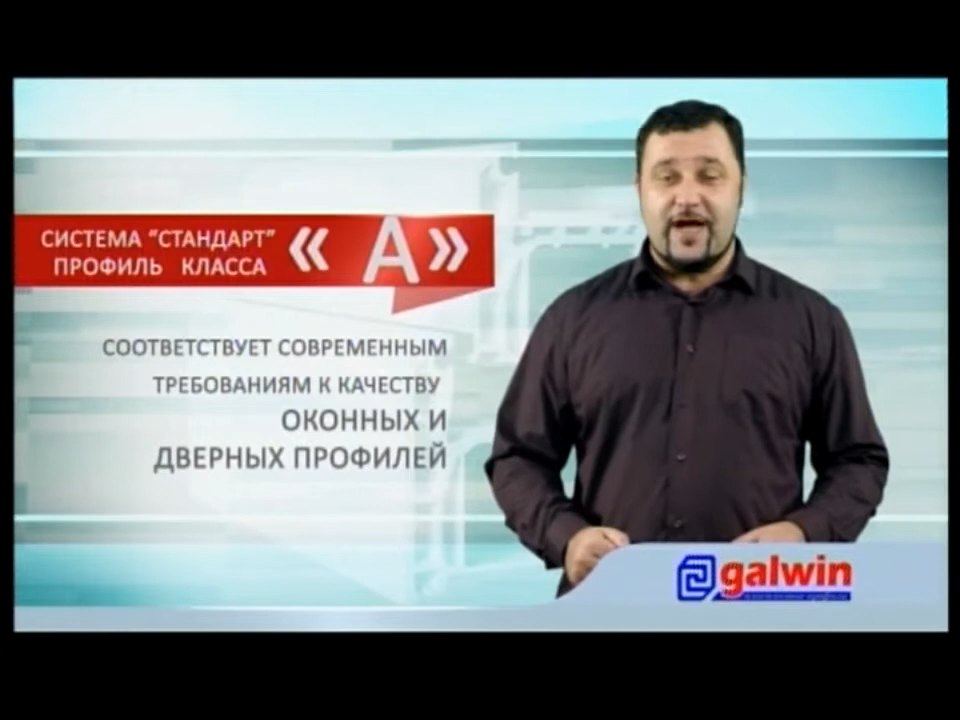 СИСТЕМА “СТАНДАРТ”
ПРОФИЛЬ КЛАССА
« А »
СООТВЕТСТВУЕТ СОВРЕМЕННЫМ
ТРЕБОВАНИЯМ К КАЧЕСТВУ
ОКОННЫХ И
ДВЕРНЫХ ПРОФИЛЕЙ
galwin